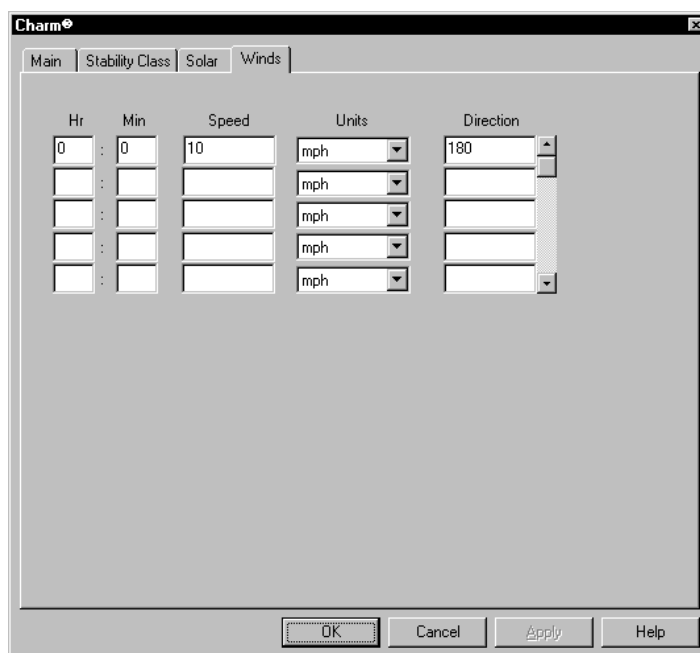 Charm®
Main Stability Class Solar Winds
Hr Min Speed Units Direction
0 : 0 10 mph 180
: mph
: mph
: mph
: mph
OK Cancel Apply Help